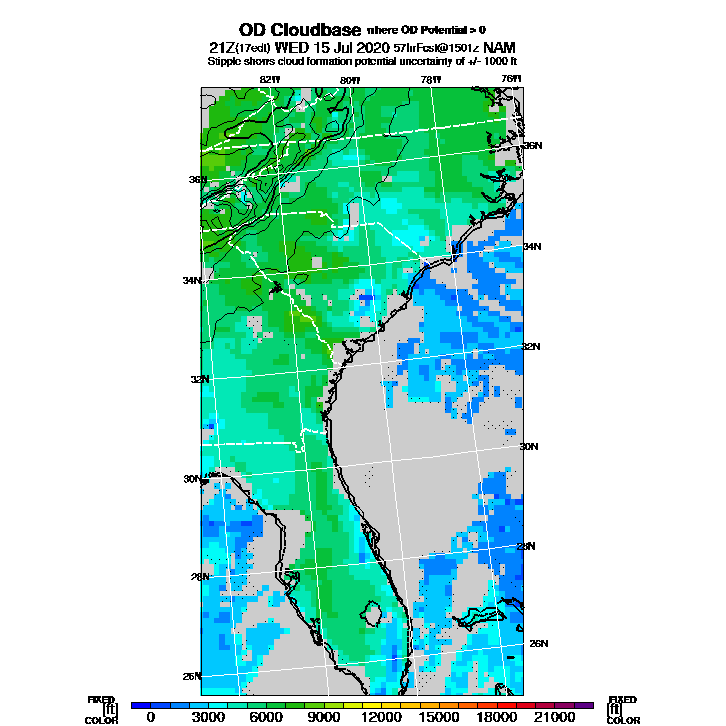 OD Cloudbase where OD Potential > 0
21Z(17edt) WED 15 Jul 2020 57hrFcst@1501z NAM
Stipple shows cloud formation potential uncertainty of +/- 1000 ft
82W 80W 78W 76W
36N 36N
34N 34N
32N 32N
30N 30N
28N 28N
26N 26N
FIXED FIXED
[ft] 0 3000 6000 9000 12000 15000 18000 21000 [ft]
COLOR COLOR